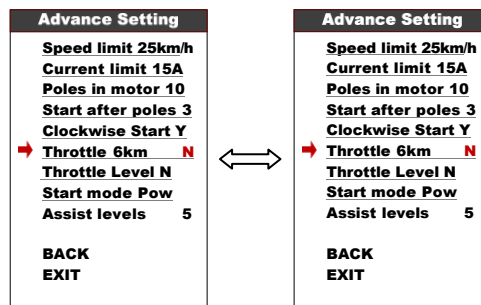 Advance Setting
Speed limit 25km/h
Current limit 15A
Poles in motor 10
Start after poles 3
Clockwise Start Y
Throttle 6km N
Throttle Level N
Start mode Pow
Assist levels 5
BACK
EXIT
Advance Setting
Speed limit 25km/h
Current limit 15A
Poles in motor 10
Start after poles 3
Clockwise Start Y
Throttle 6km N
Throttle Level N
Start mode Pow
Assist levels 5
BACK
EXIT